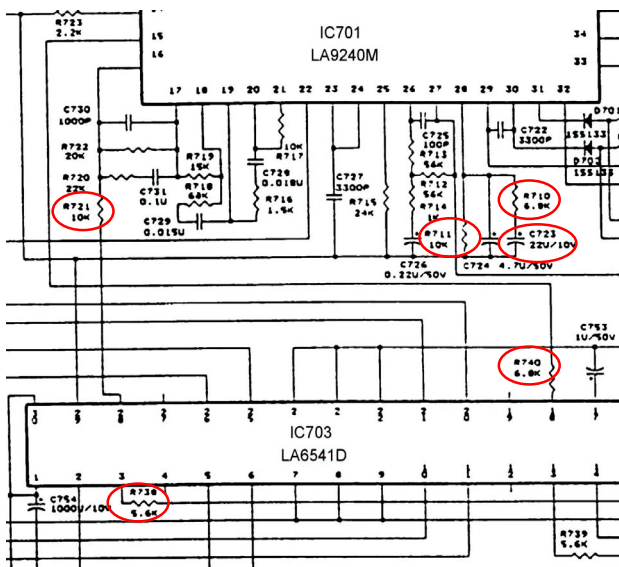 R723
2.2K
15
16
IC701
LA9240M
34
33
17
18
19
20
21
22
23
24
25
26
27
28
29
30
31
32
C730
1000P
R722
20K
R720
22K
R721
10K
C731
0.1U
R719
15K
R718
68K
C729
0.015U
10K
R717
C728
0.018U
R716
1.5K
C727
3300P
R715
24K
C725
100P
R713
56K
R712
56K
R714
1K
R711
10K
C726
0.22U/50V
C724
4.7U/50V
C722
3300P
D701
1SS133
D702
1SS133
R710
6.8K
C723
22U/10V
R740
6.8K
C753
1U/50V
IC703
LA6541D
1
2
3
4
5
6
7
8
9
C754
1000U/10V
R738
5.6K
R739
5.6K